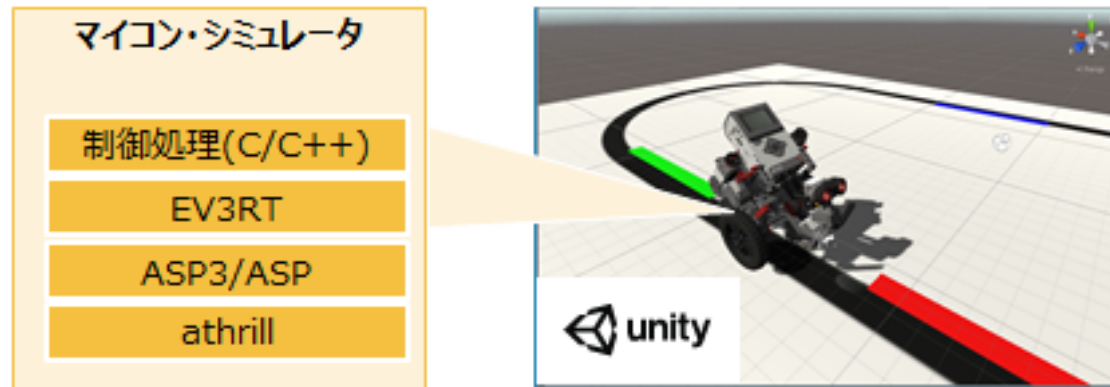 マイコン・シミュレータ
制御処理(C/C++)
EV3RT
ASP3/ASP
athrill
unity